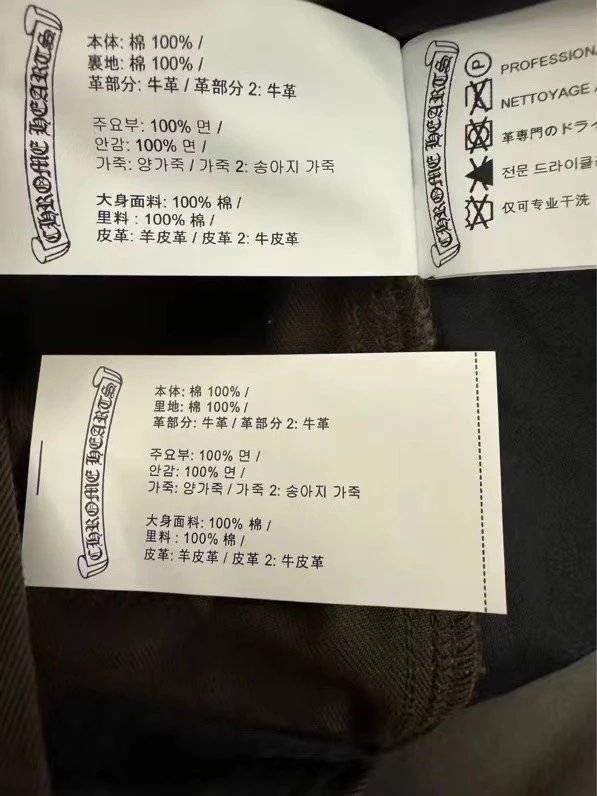 CHROME HEARTS
本体: 棉 100% /
裏地: 棉 100% /
革部分: 牛革 / 革部分 2: 牛革
주요부: 100% 면 /
안감: 100% 면 /
가죽: 양가죽 / 가죽 2: 송아지 가죽
大身面料: 100% 棉 /
里料 : 100% 棉 /
皮革: 羊皮革 / 皮革 2: 牛皮革
CHROME HEARTS
P
PROFESSIONA
NETTOYAGE
革専門のドライ
전문 드라이클
仅可专业干洗
CHROME HEARTS
本体: 棉 100% /
里地: 棉 100% /
革部分: 牛革 / 革部分 2: 牛革
주요부: 100% 면 /
안감: 100% 면 /
가죽: 양가죽 / 가죽 2: 송아지 가죽
大身面料: 100% 棉 /
里料 : 100% 棉 /
皮革: 羊皮革 / 皮革 2: 牛皮革